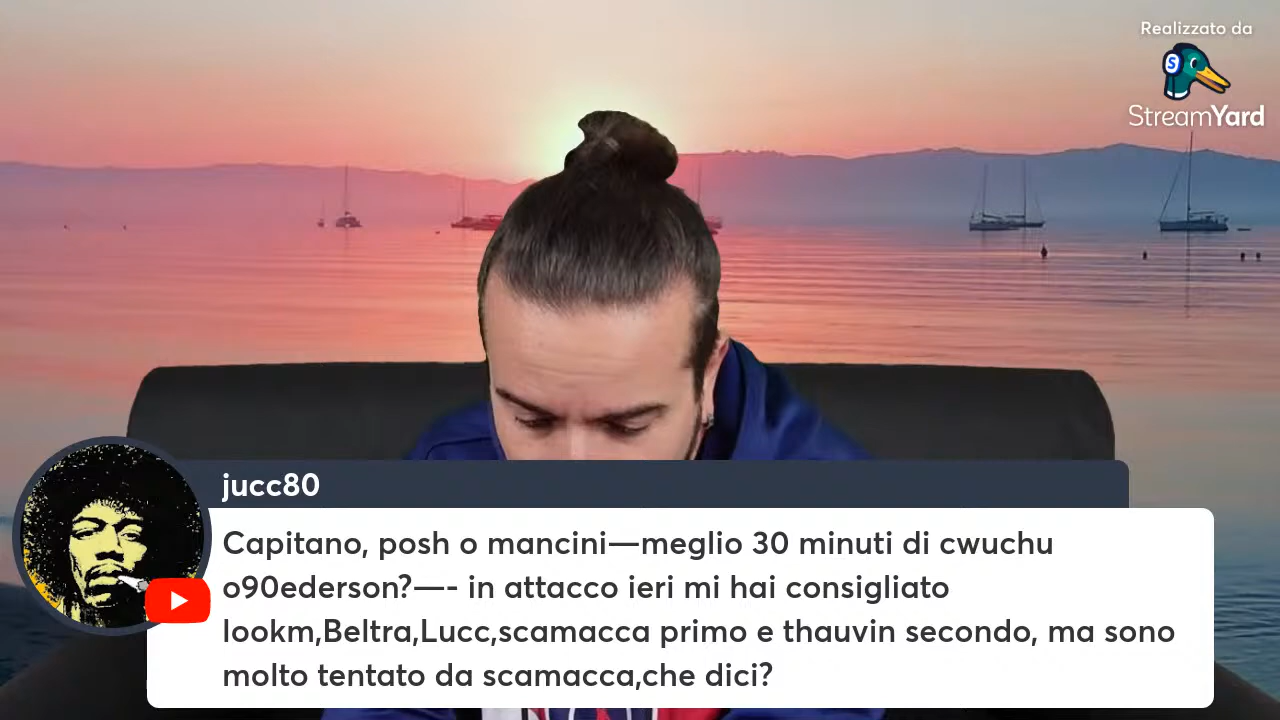 Realizzato da
StreamYard
jucc80
Capitano, posh o mancini—meglio 30 minuti di cwuchu
o90ederson?—- in attacco ieri mi hai consigliato
lookm,Beltra,Lucc,scamacca primo e thauvin secondo, ma sono
molto tentato da scamacca,che dici?